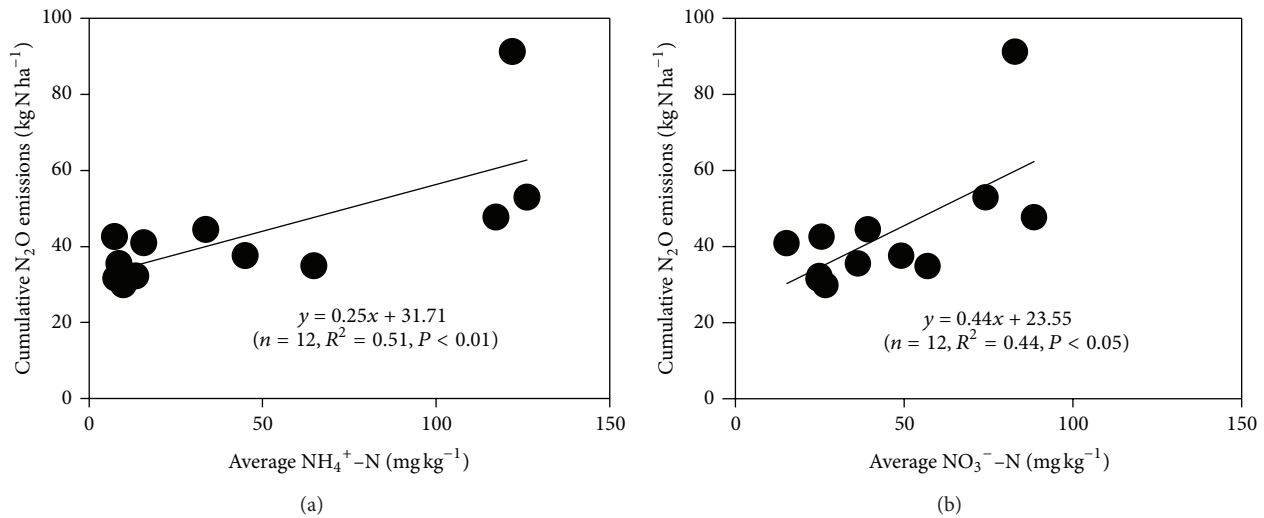 100
80
60
40
20
0
Cumulative N₂O emissions (kg N ha⁻¹)
y = 0.25x + 31.71
(n = 12, R² = 0.51, P < 0.01)
0 50 100 150
Average NH₄⁺–N (mg kg⁻¹)
(a)
100
80
60
40
20
0
Cumulative N₂O emissions (kg N ha⁻¹)
y = 0.44x + 23.55
(n = 12, R² = 0.44, P < 0.05)
0 50 100 150
Average NO₃⁻–N (mg kg⁻¹)
(b)